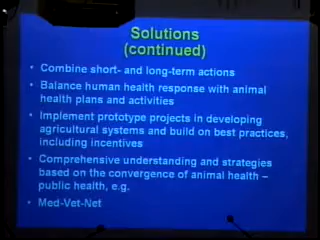 Solutions
(continued)
• Combine short- and long-term actions
• Balance human health response with animal
health plans and activities
• Implement prototype projects in developing
agricultural systems and build on best practices,
including incentives
• Comprehensive understanding and strategies
based on the convergence of animal health –
public health, e.g.
• Med-Vet-Net